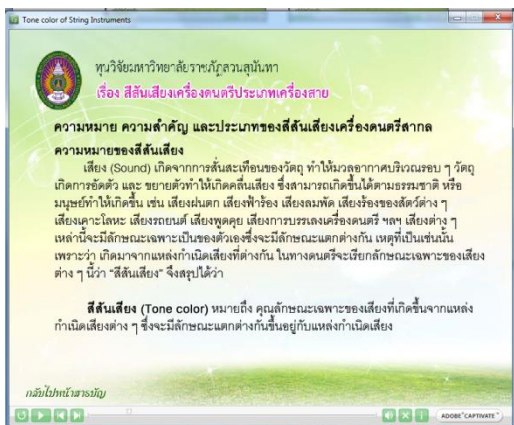 Tone color of String Instruments
ทุนวิจัยมหาวิทยาลัยราชภัฏสวนสุนันทา
เรื่อง สีสันเสียงเครื่องดนตรีประเภทเครื่องสาย
ความหมาย ความสำคัญ และประเภทของสีสันเสียงเครื่องดนตรีสากล
ความหมายของสีสันเสียง
เสียง (Sound) เกิดจากการสั่นสะเทือนของวัตถุ ทำให้มวลอากาศบริเวณรอบ ๆ วัตถุ
เกิดการอัดตัว และ ขยายตัวทำให้เกิดคลื่นเสียง ซึ่งสามารถเกิดขึ้นได้ตามธรรมชาติ หรือ
มนุษย์ทำให้เกิดขึ้น เช่น เสียงฝนตก เสียงฟ้าร้อง เสียงลมพัด เสียงร้องของสัตว์ต่าง ๆ
เสียงเคาะโลหะ เสียงรถยนต์ เสียงพูดคุย เสียงการบรรเลงเครื่องดนตรี ฯลฯ เสียงต่าง ๆ
เหล่านี้จะมีลักษณะเฉพาะเป็นของตัวเองซึ่งจะมีลักษณะแตกต่างกัน เหตุที่เป็นเช่นนั้น
เพราะว่า เกิดมาจากแหล่งกำเนิดเสียงที่ต่างกัน ในทางดนตรีจะเรียกลักษณะเฉพาะของเสียง
ต่าง ๆ นี้ว่า “สีสันเสียง” จึงสรุปได้ว่า
สีสันเสียง (Tone color) หมายถึง คุณลักษณะเฉพาะของเสียงที่เกิดขึ้นจากแหล่ง
กำเนิดเสียงต่าง ๆ ซึ่งจะมีลักษณะแตกต่างกันขึ้นอยู่กับแหล่งกำเนิดเสียง
กลับไปหน้าสารบัญ
ADOBE CAPTIVATE